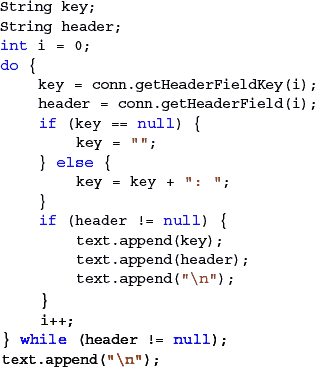 String key;
String header;
int i = 0;
do {
    key = conn.getHeaderFieldKey(i);
    header = conn.getHeaderField(i);
    if (key == null) {
        key = "";
    } else {
        key = key + ": ";
    }
    if (header != null) {
        text.append(key);
        text.append(header);
        text.append("\n");
    }
    i++;
} while (header != null);
text.append("\n");